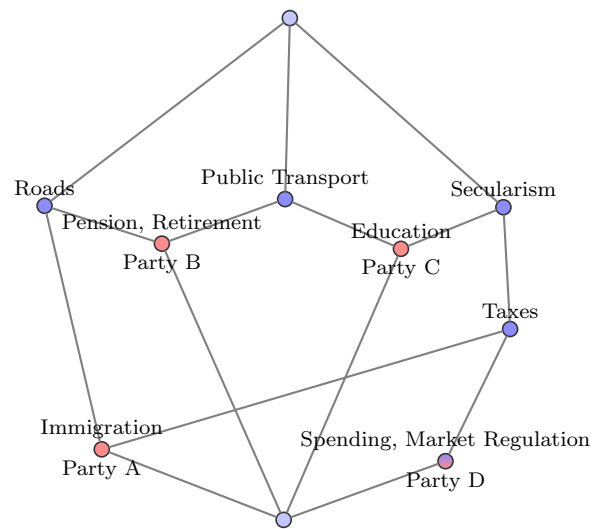 Public Transport
Roads
Secularism
Pension, Retirement
Education
Party B
Party C
Taxes
Immigration
Spending, Market Regulation
Party A
Party D